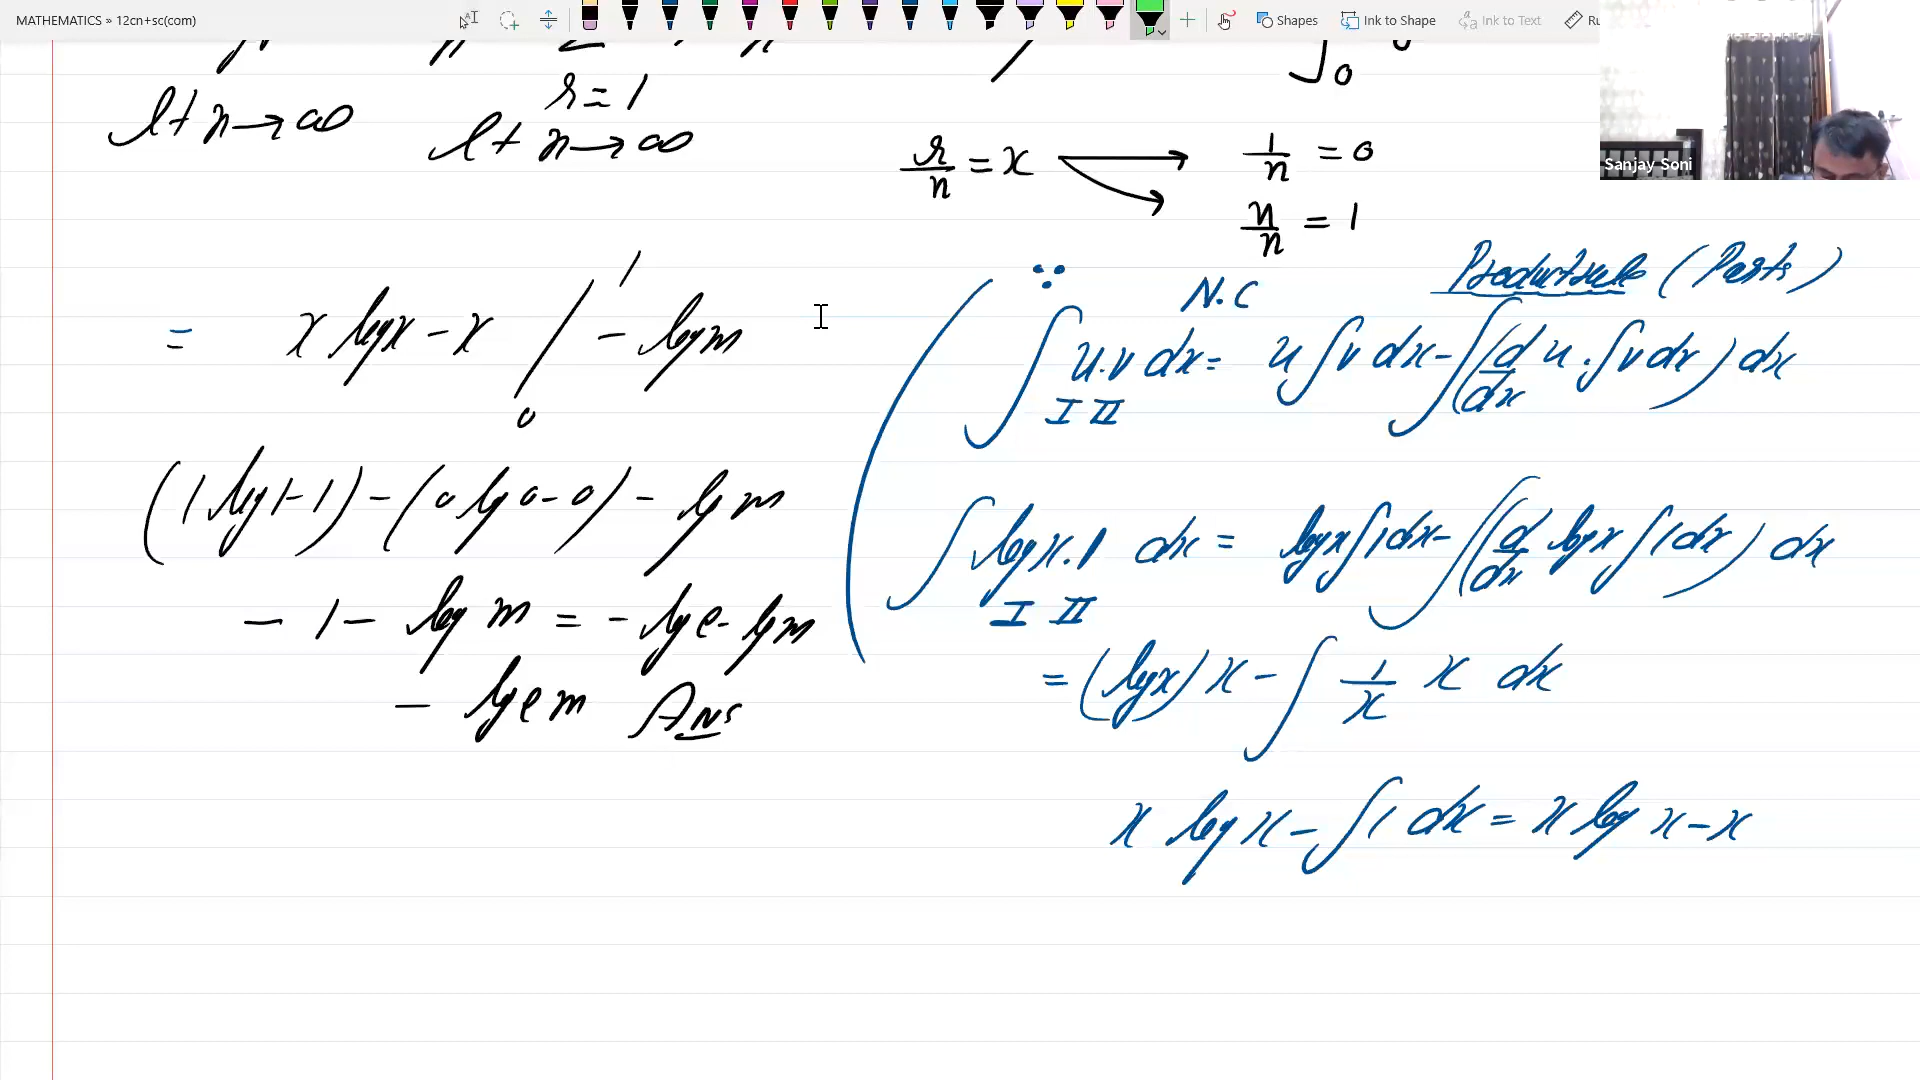 MATHEMATICS » 12cn+sc(com)
Shapes
Ink to Shape
Ink to Text
Ru
Sanjay Soni
∫ 0
r=1
lt n→∞
lt n→∞
r/n = x
1/n = 0
n/n = 1
= x log x - x |₀¹ - log m
(1 log 1-1) - (0 log 0-0) - log m
- 1 - log m = - log e - log m
- log e m Ans
N.C
Product rule (Parts)
∫ u.v dx = u ∫v dx - ∫(d/dx u . ∫v dx) dx
I II
∫ log x . 1 dx = log x ∫1 dx - ∫(d/dx log x ∫1 dx) dx
I II
= (log x) x - ∫ 1/x x dx
x log x - ∫1 dx = x log x - x